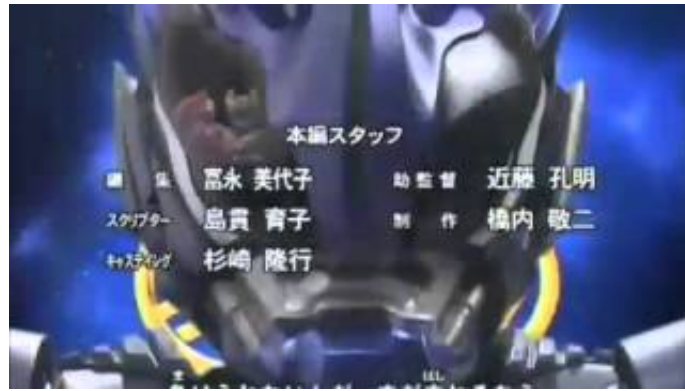 本編スタッフ
編集 冨永 美代子 助監督 近藤 孔明
スクリプター 島貫 育子 制作 橋内 敬二
キャスティング 杉崎 隆行